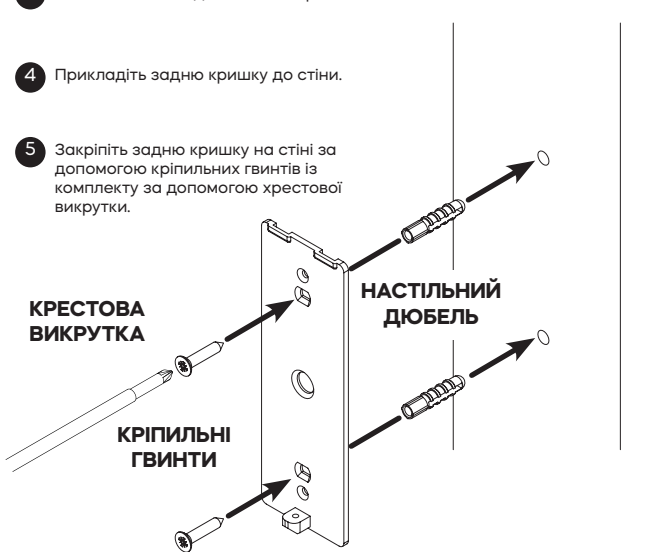 4 Прикладіть задню кришку до стіни.
5 Закріпіть задню кришку на стіні за
допомогою кріпильних гвинтів із
комплекту за допомогою хрестової
викрутки.
КРЕСТОВА
ВИКРУТКА
НАСТІЛЬНИЙ
ДЮБЕЛЬ
КРІПИЛЬНІ
ГВИНТИ